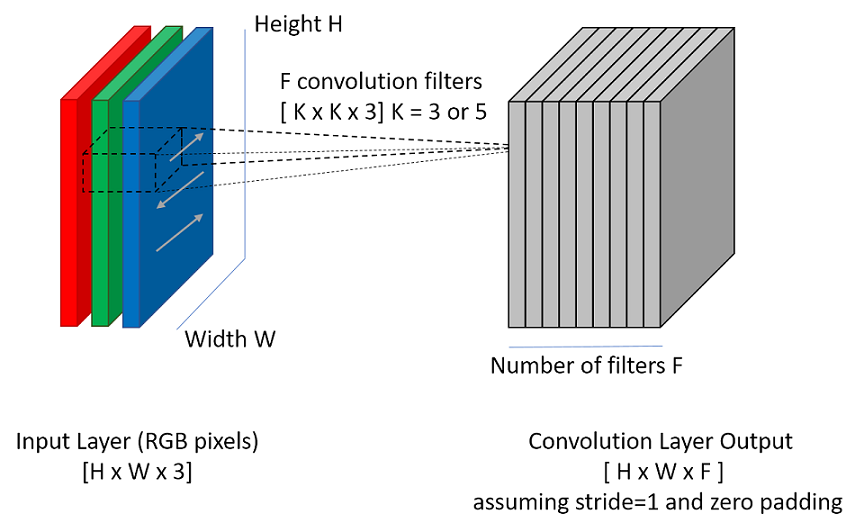 Height H
F convolution filters
[ K x K x 3] K = 3 or 5
Width W
Number of filters F
Input Layer (RGB pixels)
[H x W x 3]
Convolution Layer Output
[ H x W x F ]
assuming stride=1 and zero padding